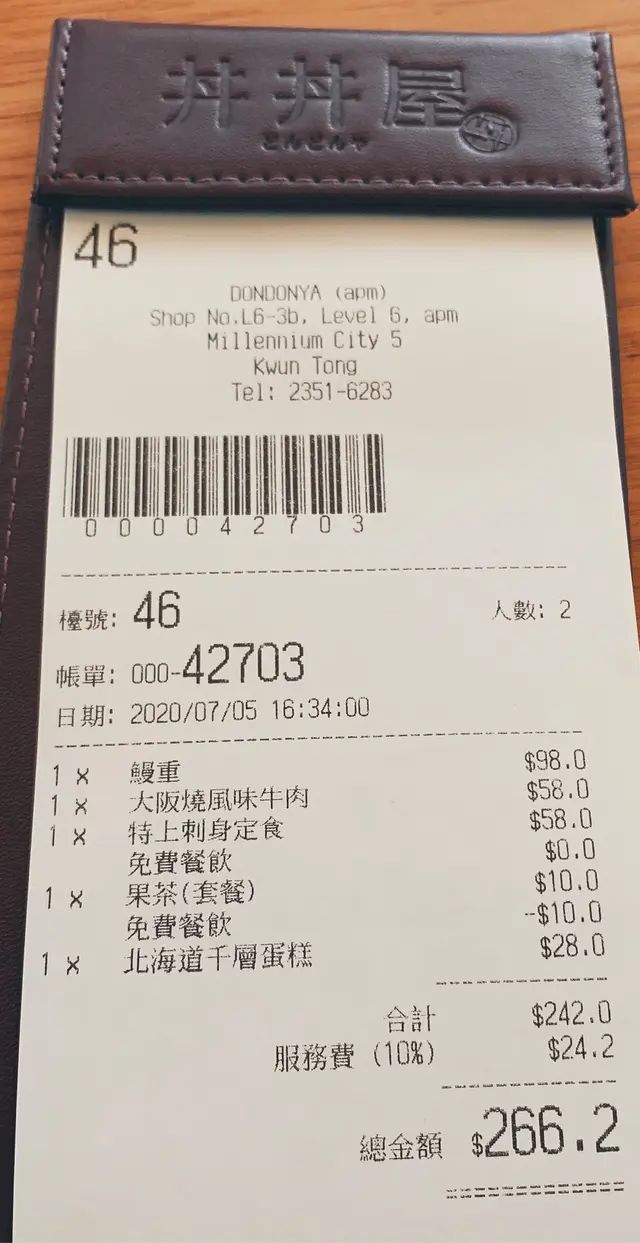 丼丼屋
どんどんや
46
DONDONYA (apm)
Shop No.L6-3b, Level 6, apm
Millennium City 5
Kwun Tong
Tel: 2351-6283
000042703
檯號: 46 人數: 2
帳單: 000-42703
日期: 2020/07/05 16:34:00
1 x 鰻重 $98.0
1 x 大阪燒風味牛肉 $58.0
1 x 特上刺身定食 $58.0
免費餐飲 $0.0
1 x 果茶(套餐) $10.0
免費餐飲 -$10.0
1 x 北海道千層蛋糕 $28.0
合計 $242.0
服務費 (10%) $24.2
總金額 $266.2